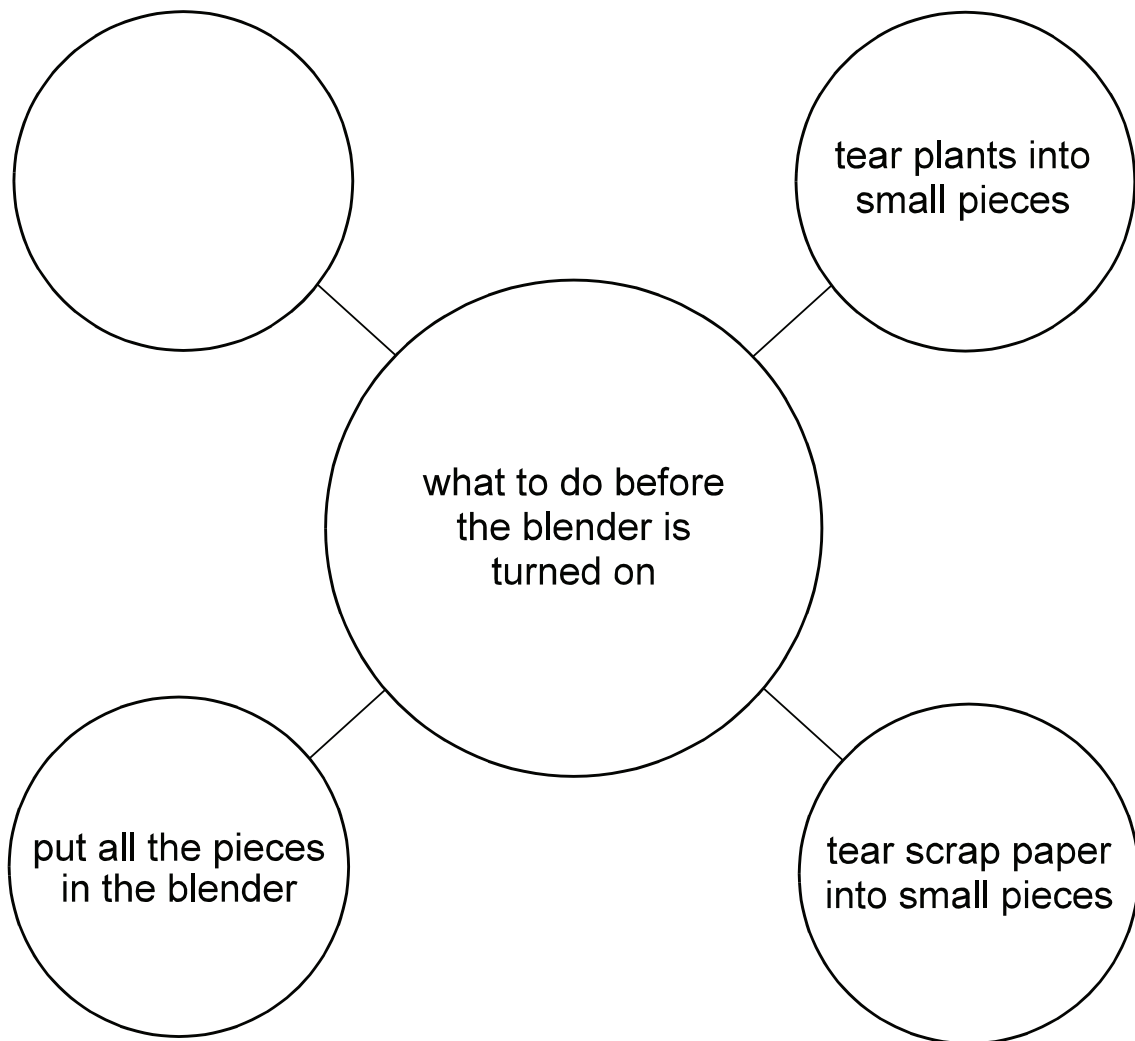 tear plants into
small pieces
what to do before
the blender is
turned on
put all the pieces
in the blender
tear scrap paper
into small pieces